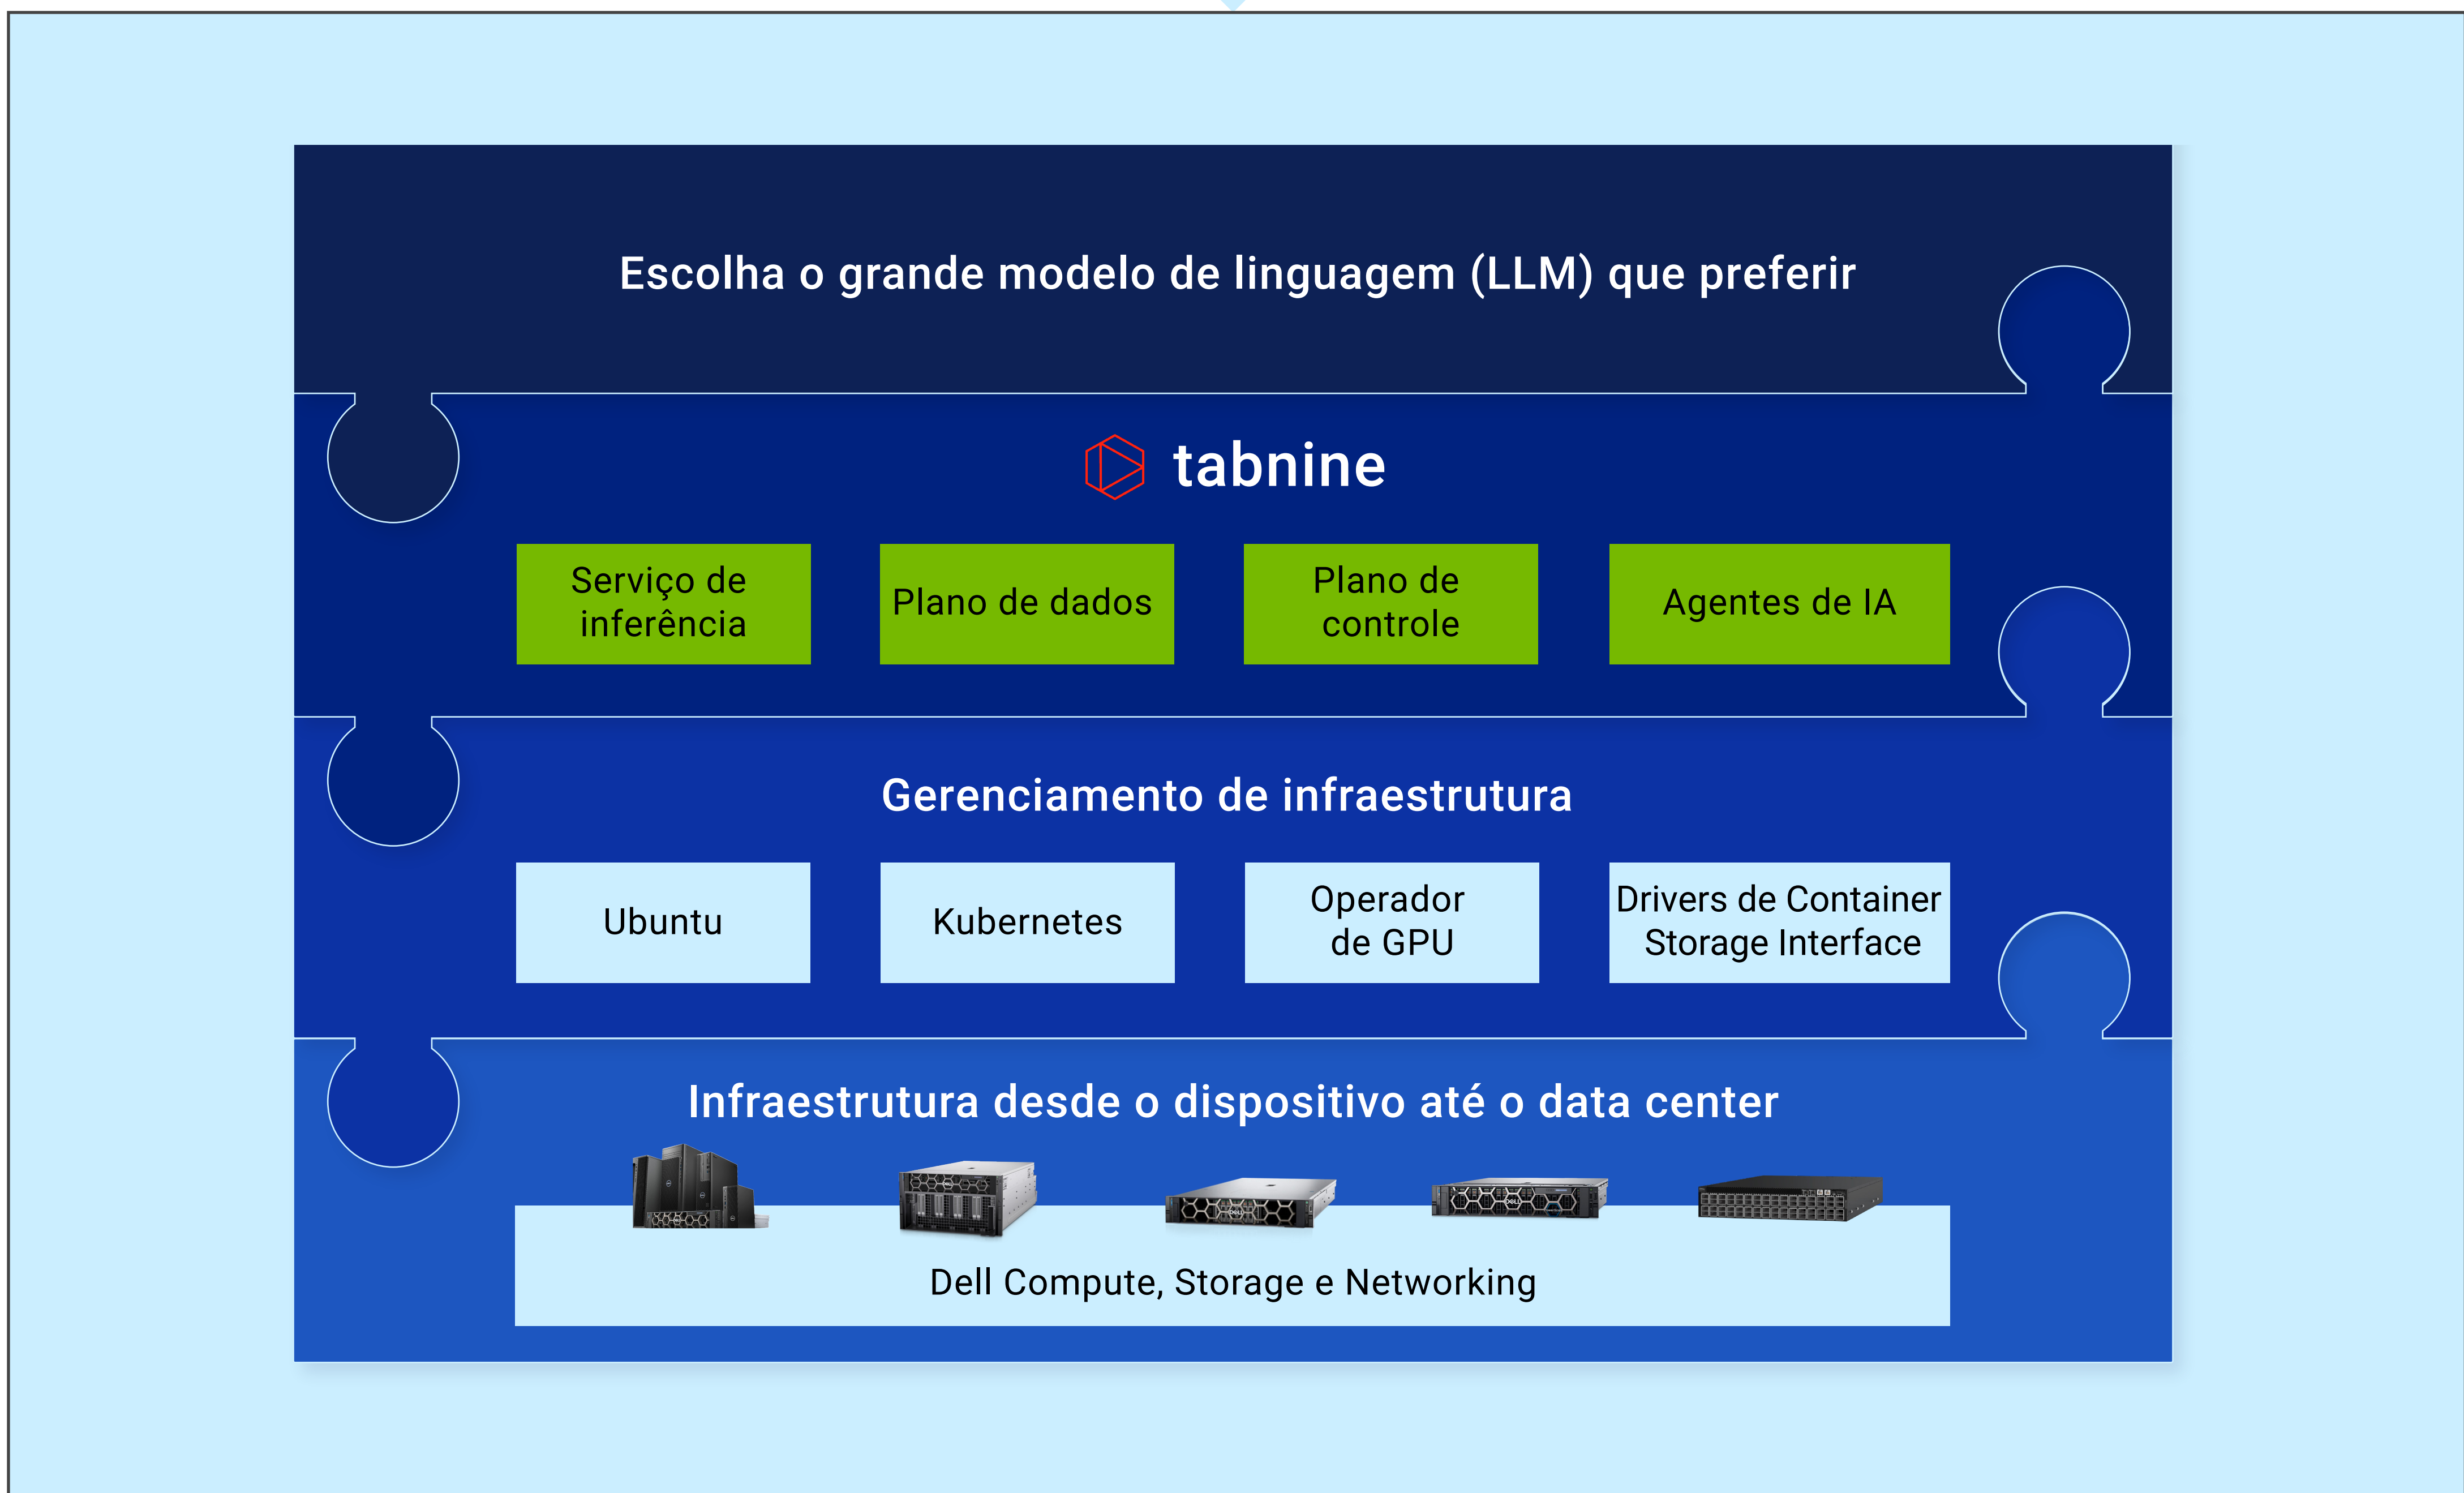 Escolha o grande modelo de linguagem (LLM) que preferir
tabnine
Serviço de
inferência
Plano de dados
Plano de
controle
Agentes de IA
Gerenciamento de infraestrutura
Ubuntu
Kubernetes
Operador
de GPU
Drivers de Container
Storage Interface
Infraestrutura desde o dispositivo até o data center
Dell Compute, Storage e Networking